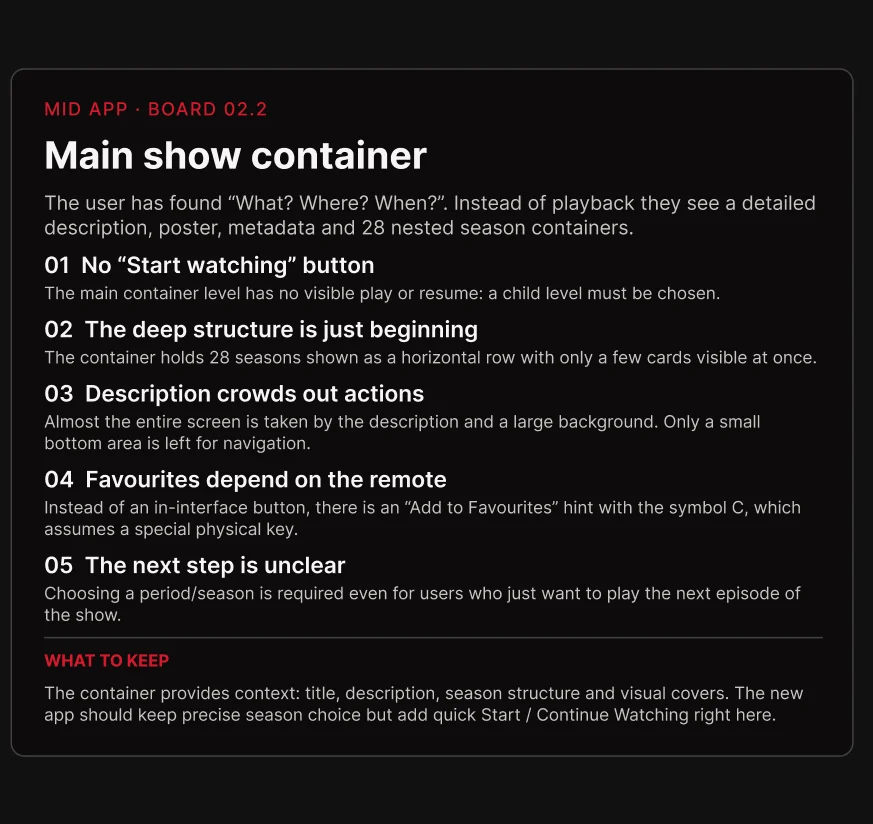 MID APP · BOARD 02.2
Main show container
The user has found “What? Where? When?”. Instead of playback they see a detailed
description, poster, metadata and 28 nested season containers.
01 No “Start watching” button
The main container level has no visible play or resume: a child level must be chosen.
02 The deep structure is just beginning
The container holds 28 seasons shown as a horizontal row with only a few cards visible at once.
03 Description crowds out actions
Almost the entire screen is taken by the description and a large background. Only a small
bottom area is left for navigation.
04 Favourites depend on the remote
Instead of an in-interface button, there is an “Add to Favourites” hint with the symbol C, which
assumes a special physical key.
05 The next step is unclear
Choosing a period/season is required even for users who just want to play the next episode of
the show.
WHAT TO KEEP
The container provides context: title, description, season structure and visual covers. The new
app should keep precise season choice but add quick Start / Continue Watching right here.